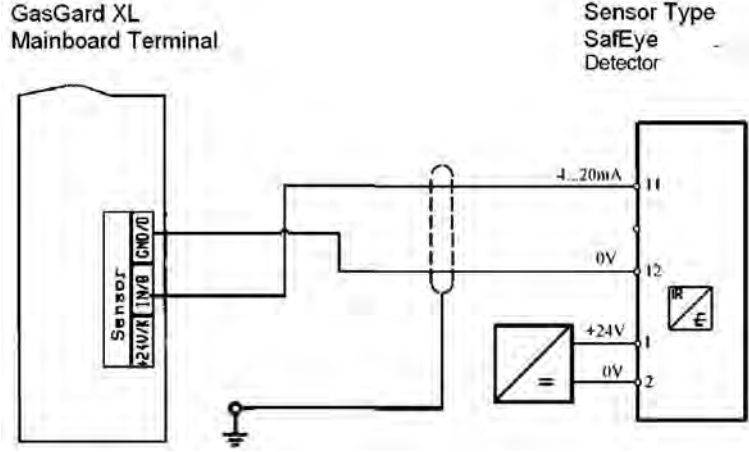 GasGard XL
Mainboard Terminal
Sensor Type
SafEye
Detector
4...20mA
11
GND/D
0V
12
Sensor
IN/B
IR
E
+24V/K
+24V
1
=
0V
2